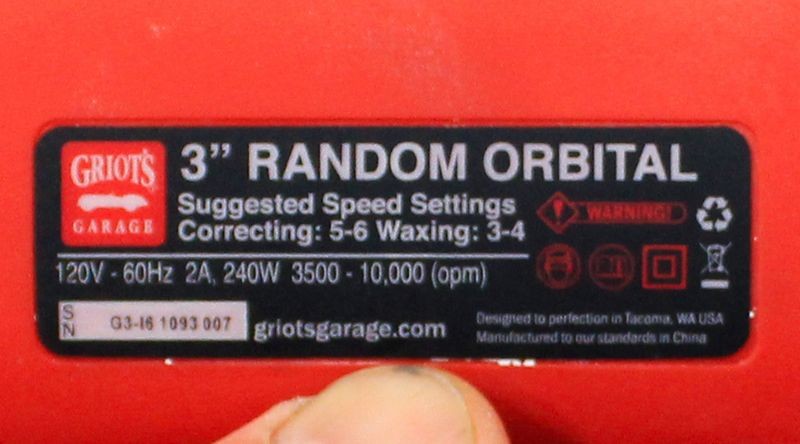 GRIOT'S
GARAGE
3” RANDOM ORBITAL
Suggested Speed Settings
Correcting: 5-6 Waxing: 3-4
WARNING!
120V - 60Hz 2A, 240W 3500 - 10,000 (opm)
SN
G3-I6 1093 007
griotsgarage.com
Designed to perfection in Tacoma, WA USA
Manufactured to our standards in China